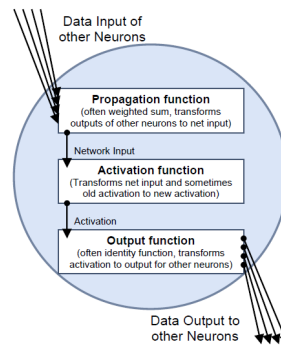 Data Input of
other Neurons
Propagation function
(often weighted sum, transforms
outputs of other neurons to net input)
Network Input
Activation function
(Transforms net input and sometimes
old activation to new activation)
Activation
Output function
(often identity function, transforms
activation to output for other neurons)
Data Output to
other Neurons